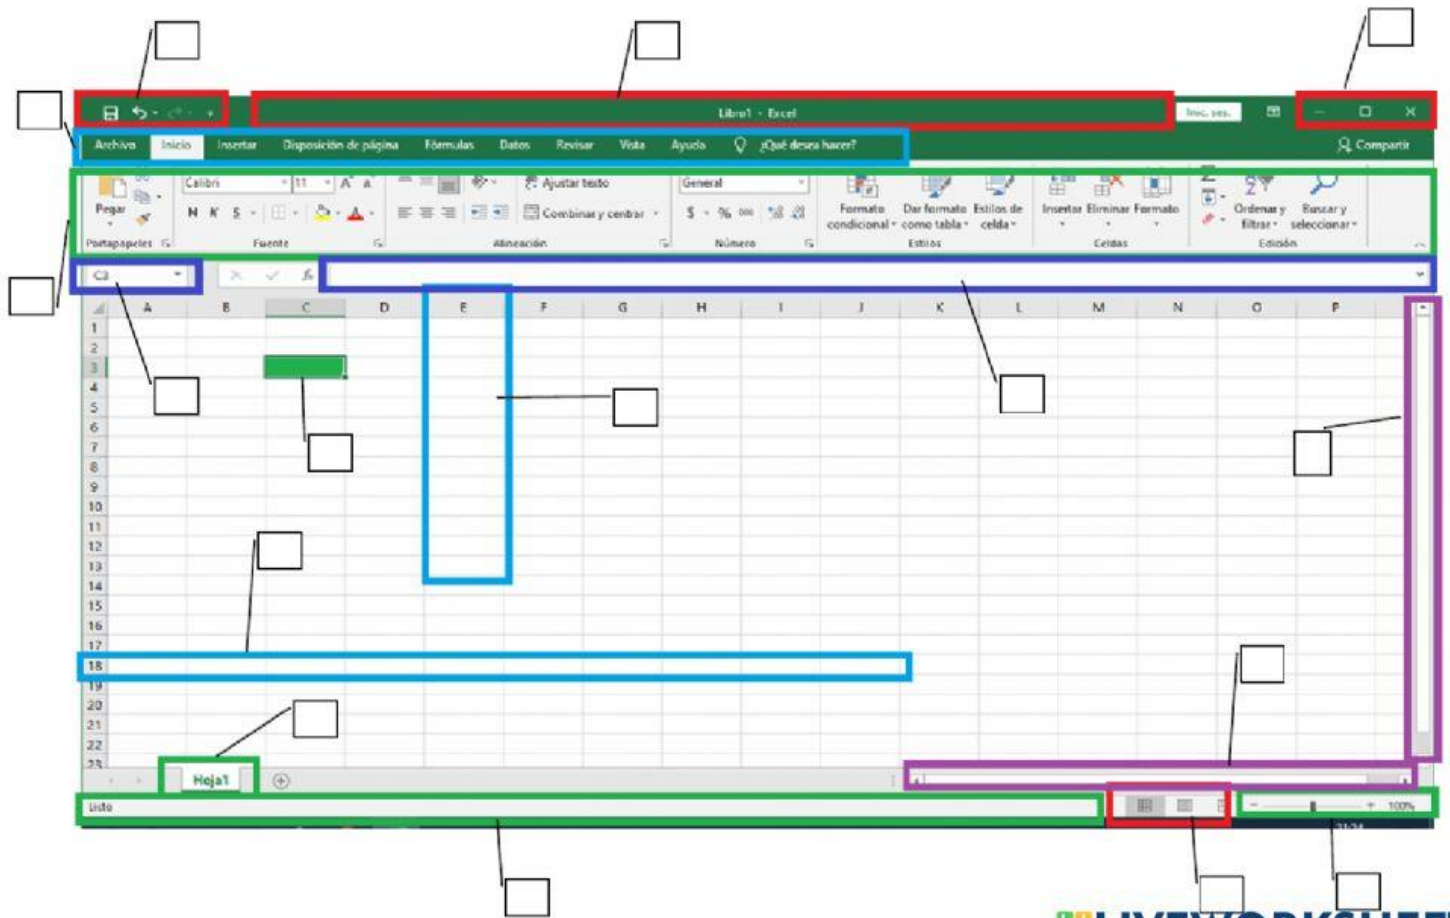 Libro1 - Excel
Inic. ses.
Archivo Inicio Insertar Disposición de página Fórmulas Datos Revisar Vista Ayuda ¿Qué desea hacer? Compartir
Calibri 11 Ajustar texto General
Pegar N K S Combinar y centrar $ % 000 Formato condicional Dar formato como tabla Estilos de celda Insertar Eliminar Formato Ordenar y filtrar Buscar y seleccionar
Portapapeles Fuente Alineación Número Estilos Celdas Edición
C3 fx
A B C D E F G H I J K L M N O P
1
2
3
4
5
6
7
8
9
10
11
12
13
14
15
16
17
18
19
20
21
22
23
Hoja1
Listo 100%
21:24